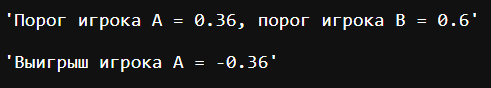 'Порог игрока A = 0.36, порог игрока B = 0.6'
'Выигрыш игрока A = -0.36'